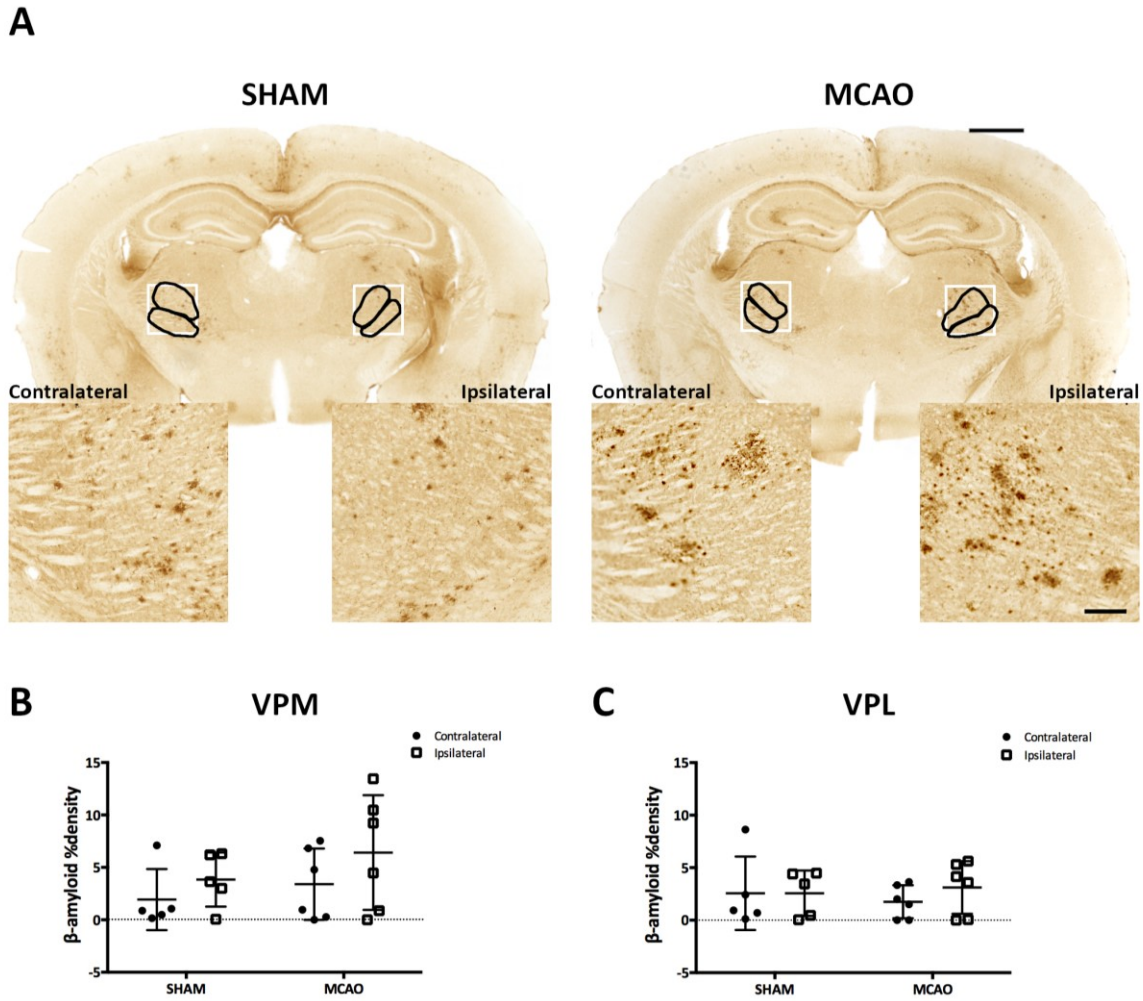 A
SHAM
MCAO
Contralateral
Ipsilateral
Contralateral
Ipsilateral
B
VPM
Contralateral
Ipsilateral
β-amyloid %density
15
10
5
0
-5
SHAM
MCAO
C
VPL
Contralateral
Ipsilateral
β-amyloid %density
15
10
5
0
-5
SHAM
MCAO